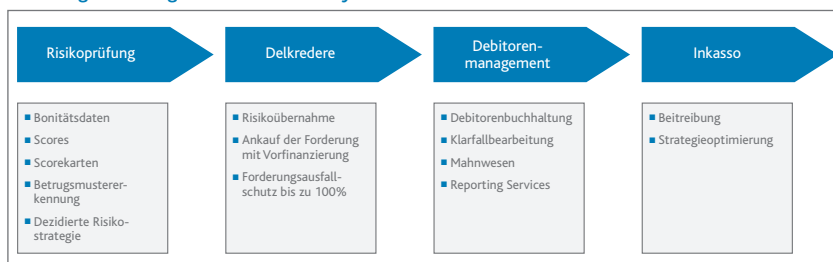 Risikoprüfung
Delkredere
Debitoren-
management
Inkasso
Bonitätsdaten
Scores
Scorekarten
Betrugsmusterer-
kennung
Dezidierte Risiko-
strategie
Risikoübernahme
Ankauf der Forderung
mit Vorfinanzierung
Forderungsausfall-
schutz bis zu 100%
Debitorenbuchhaltung
Klarfallbearbeitung
Mahnwesen
Reporting Services
Beitreibung
Strategieoptimierung